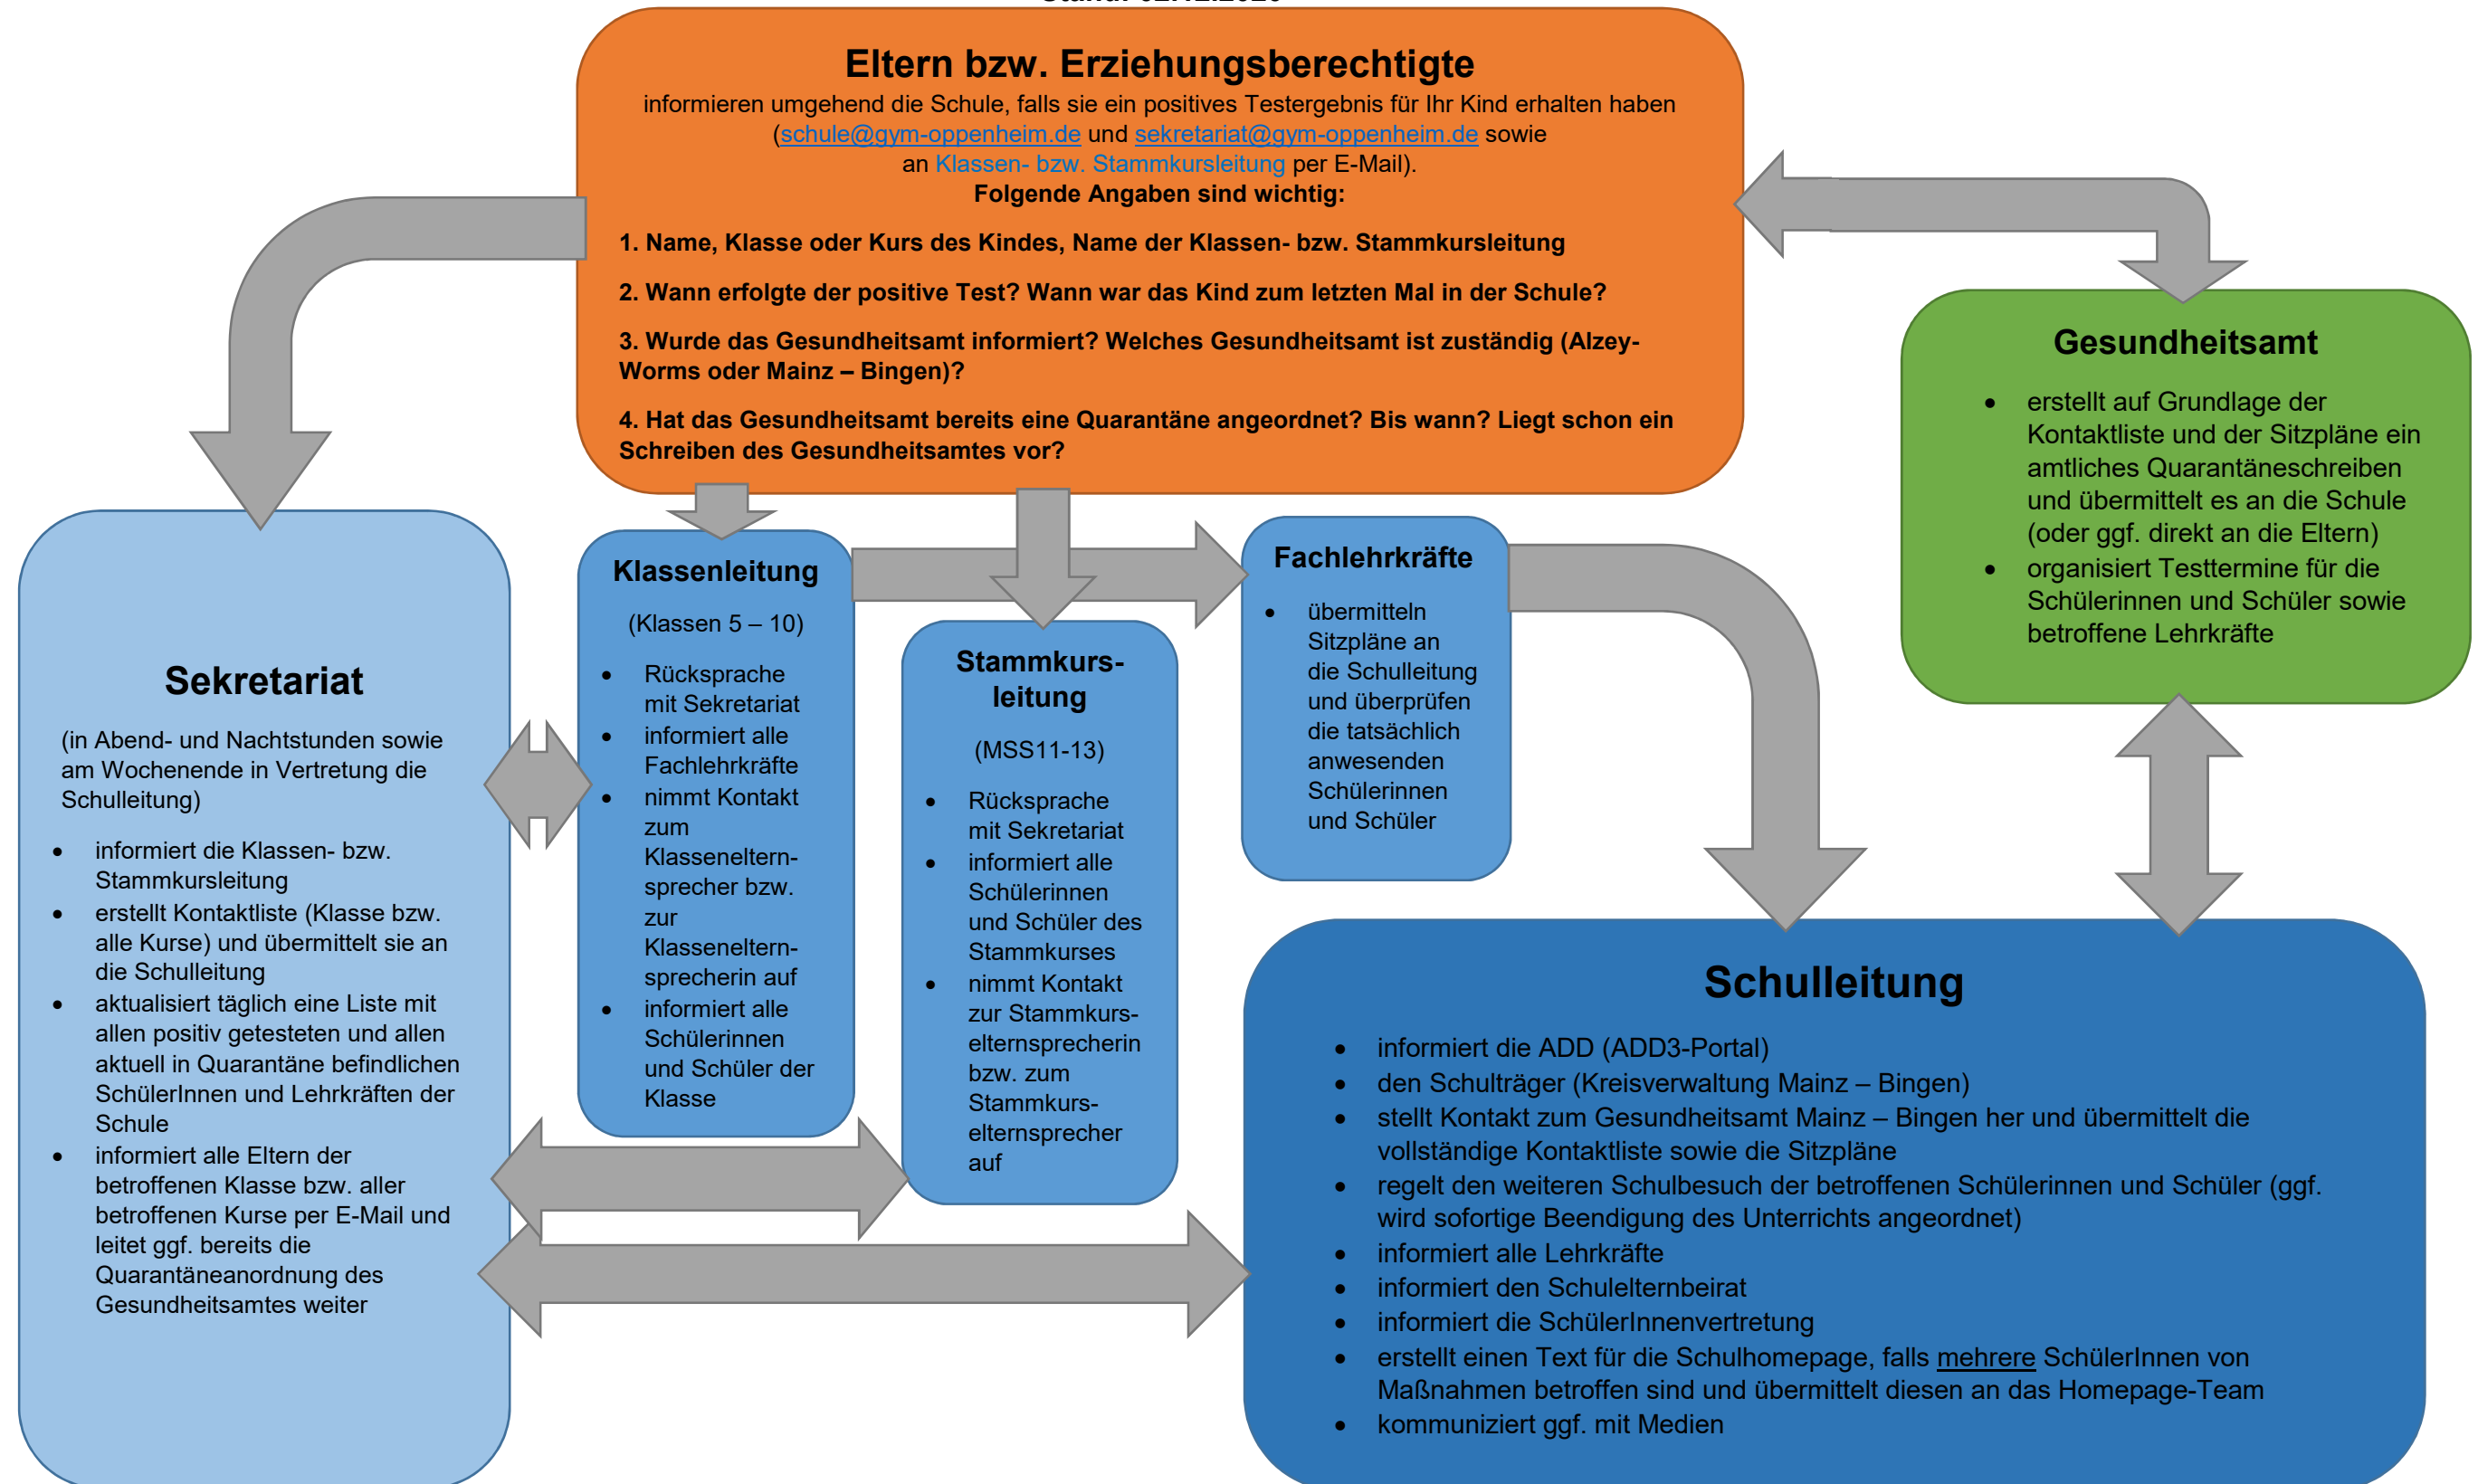 Eltern bzw. Erziehungsberechtigte
informieren umgehend die Schule, falls sie ein positives Testergebnis für Ihr Kind erhalten haben
(schule@gym-oppenheim.de und sekretariat@gym-oppenheim.de sowie
an Klassen- bzw. Stammkursleitung per E-Mail).
Folgende Angaben sind wichtig:
1. Name, Klasse oder Kurs des Kindes, Name der Klassen- bzw. Stammkursleitung
2. Wann erfolgte der positive Test? Wann war das Kind zum letzten Mal in der Schule?
3. Wurde das Gesundheitsamt informiert? Welches Gesundheitsamt ist zuständig (Alzey-
Worms oder Mainz – Bingen)?
4. Hat das Gesundheitsamt bereits eine Quarantäne angeordnet? Bis wann? Liegt schon ein
Schreiben des Gesundheitsamtes vor?
Gesundheitsamt
• erstellt auf Grundlage der
Kontaktliste und der Sitzpläne ein
amtliches Quarantäneschreiben
und übermittelt es an die Schule
(oder ggf. direkt an die Eltern)
• organisiert Testtermine für die
Schülerinnen und Schüler sowie
betroffene Lehrkräfte
Sekretariat
(in Abend- und Nachtstunden sowie
am Wochenende in Vertretung die
Schulleitung)
• informiert die Klassen- bzw.
Stammkursleitung
• erstellt Kontaktliste (Klasse bzw.
alle Kurse) und übermittelt sie an
die Schulleitung
• aktualisiert täglich eine Liste mit
allen positiv getesteten und allen
aktuell in Quarantäne befindlichen
SchülerInnen und Lehrkräften der
Schule
• informiert alle Eltern der
betroffenen Klasse bzw. aller
betroffenen Kurse per E-Mail und
leitet ggf. bereits die
Quarantäneanordnung des
Gesundheitsamtes weiter
Klassenleitung
(Klassen 5 – 10)
• Rücksprache
mit Sekretariat
• informiert alle
Fachlehrkräfte
• nimmt Kontakt
zum
Klasseneltern-
sprecher bzw.
zur
Klasseneltern-
sprecherin auf
• informiert alle
Schülerinnen
und Schüler der
Klasse
Stammkurs-
leitung
(MSS11-13)
• Rücksprache
mit Sekretariat
• informiert alle
Schülerinnen
und Schüler des
Stammkurses
• nimmt Kontakt
zur Stammkurs-
elternsprecherin
bzw. zum
Stammkurs-
elternsprecher
auf
Fachlehrkräfte
• übermitteln
Sitzpläne an
die Schulleitung
und überprüfen
die tatsächlich
anwesenden
Schülerinnen
und Schüler
Schulleitung
• informiert die ADD (ADD3-Portal)
• den Schulträger (Kreisverwaltung Mainz – Bingen)
• stellt Kontakt zum Gesundheitsamt Mainz – Bingen her und übermittelt die
vollständige Kontaktliste sowie die Sitzpläne
• regelt den weiteren Schulbesuch der betroffenen Schülerinnen und Schüler (ggf.
wird sofortige Beendigung des Unterrichts angeordnet)
• informiert alle Lehrkräfte
• informiert den Schulelternbeirat
• informiert die SchülerInnenvertretung
• erstellt einen Text für die Schulhomepage, falls mehrere SchülerInnen von
Maßnahmen betroffen sind und übermittelt diesen an das Homepage-Team
• kommuniziert ggf. mit Medien